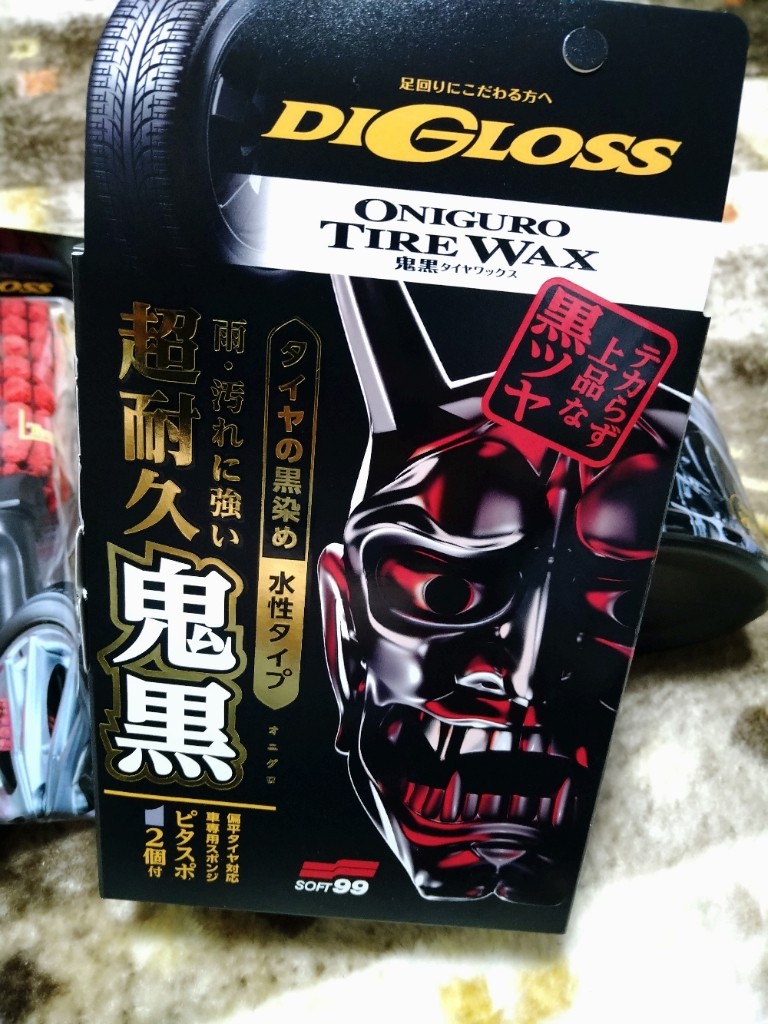 足回りにこだわる方へ
DIGLOSS
ONIGURO
TIRE WAX
鬼黒タイヤワックス
テカらず
上品な
黒ツヤ
タイヤの黒染め 水性タイプ
雨・汚れに強い
超耐久
鬼黒
オニグロ
偏平タイヤ対応
車専用スポンジ
ピタスポ
2個付
SOFT99
LOSS